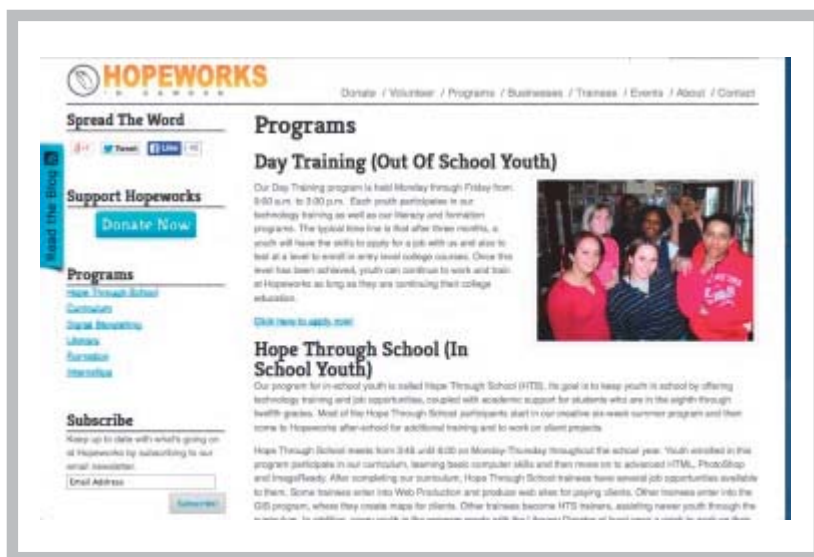 HOPEWORKS
Donate / Volunteer / Programs / Businesses / Trainees / Events / About / Contact
Spread The Word
Tweet
Like
Read the Blog
Support Hopeworks
Donate Now
Programs
Hope Through School
Curriculum
Digital Storytelling
Literacy
Formation
Internships
Subscribe
Keep up to date with what's going on
at Hopeworks by subscribing to our
email newsletter.
Email Address
Subscribe
Programs
Day Training (Out Of School Youth)
Our Day Training program is held Monday through Friday from
9:00 a.m. to 3:00 p.m. Each youth participates in our
technology training as well as our literacy and formation
programs. The typical time line is that after three months, a
youth will have the skills to apply for a job with us and also to
test at a level to enroll in entry level college courses. Once this
level has been achieved, youth can continue to work and train
at Hopeworks as long as they are continuing their college
education.
Click here to apply now!
Hope Through School (In
School Youth)
Our program for in-school youth is called Hope Through School (HTS). Its goal is to keep youth in school by offering
technology training and job opportunities, coupled with academic support for students who are in the eighth through
twelfth grades. Most of the Hope Through School participants start in our creative six-week summer program and then
come to Hopeworks after-school for additional training and to work on client projects.
Hope Through School meets from 3:45 until 6:00 on Monday-Thursday throughout the school year. Youth enrolled in this
program participate in our curriculum, learning basic computer skills and then move on to advanced HTML, PhotoShop
and ImageReady. After completing our curriculum, Hope Through School trainees have several job opportunities available
to them. Some trainees enter into Web Production and produce web sites for paying clients. Other trainees enter into the
GIS program, where they create maps for clients. Other trainees become HTS trainers, assisting newer youth through the